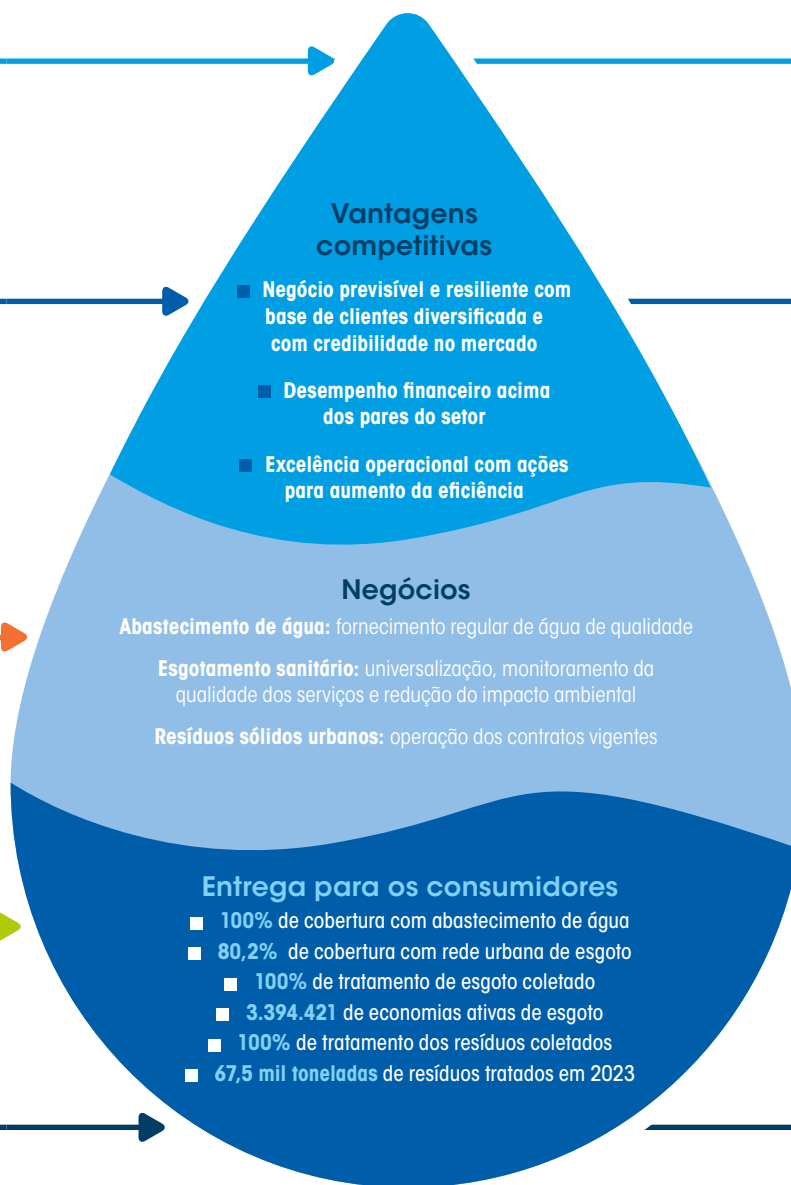 Vantagens
competitivas
Negócio previsível e resiliente com
base de clientes diversificada e
com credibilidade no mercado
Desempenho financeiro acima
dos pares do setor
Excelência operacional com ações
para aumento da eficiência
Negócios
Abastecimento de água: fornecimento regular de água de qualidade
Esgotamento sanitário: universalização, monitoramento da
qualidade dos serviços e redução do impacto ambiental
Resíduos sólidos urbanos: operação dos contratos vigentes
Entrega para os consumidores
100% de cobertura com abastecimento de água
80,2% de cobertura com rede urbana de esgoto
100% de tratamento de esgoto coletado
3.394.421 de economias ativas de esgoto
100% de tratamento dos resíduos coletados
67,5 mil toneladas de resíduos tratados em 2023